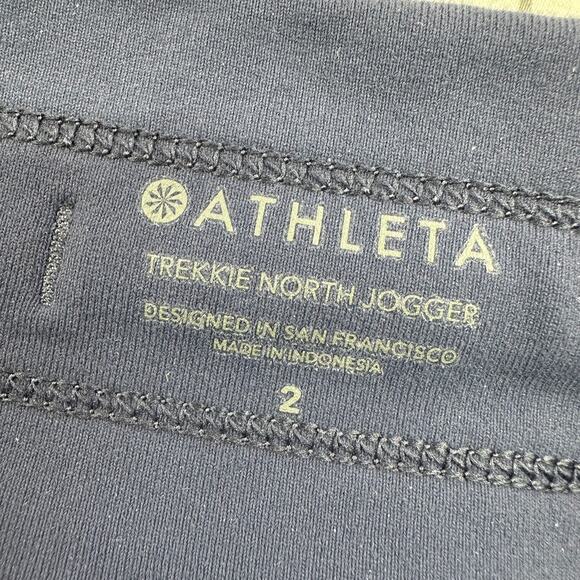 ATHLETA
TREKKIE NORTH JOGGER
DESIGNED IN SAN FRANCISCO
MADE IN INDONESIA
2